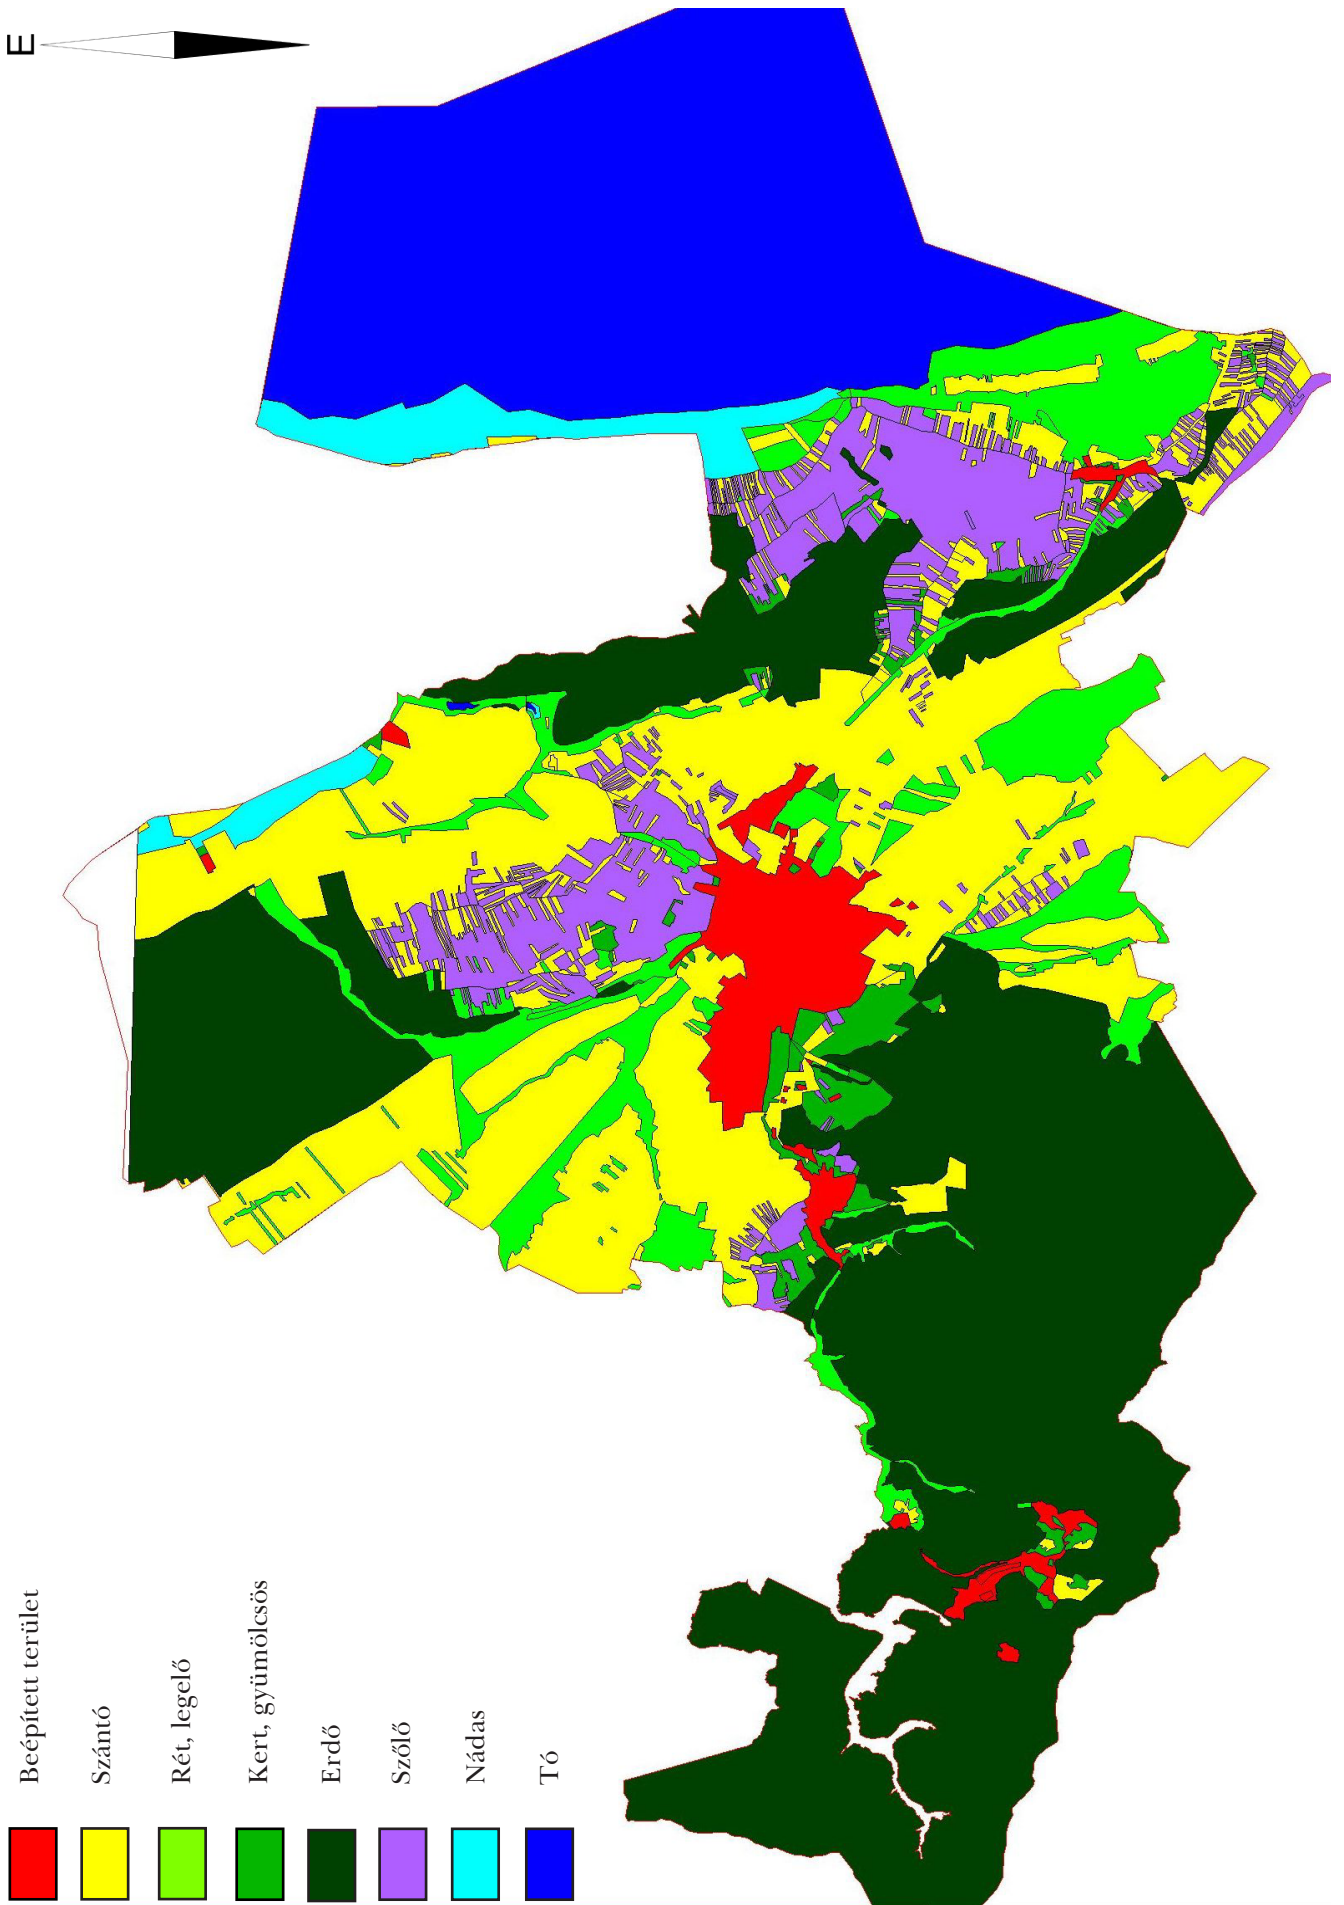 É
Beépített terület
Szántó
Rét, legelő
Kert, gyümölcsös
Erdő
Szőlő
Nádas
Tó